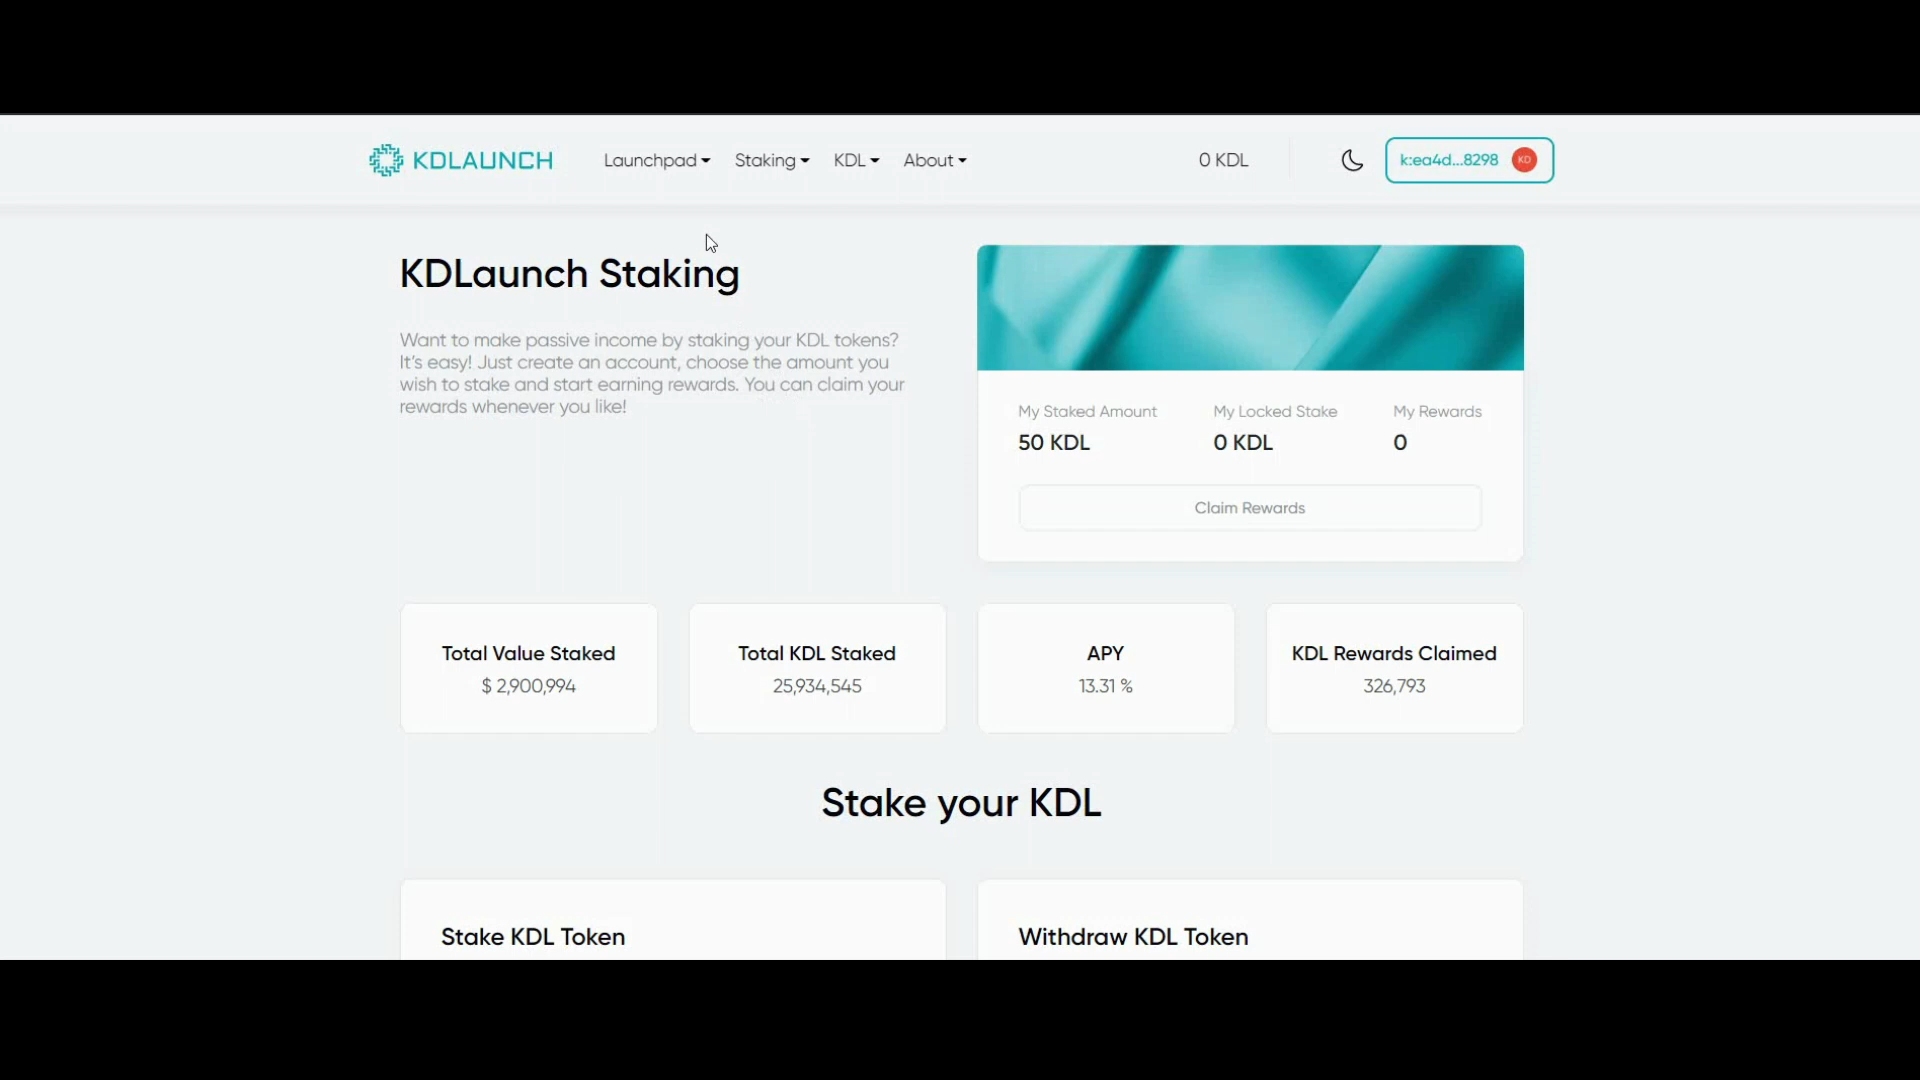 KDLAUNCH
Launchpad
Staking
KDL
About
0 KDL
k:ea4d...8298
KD
KDLaunch Staking
Want to make passive income by staking your KDL tokens?
It's easy! Just create an account, choose the amount you
wish to stake and start earning rewards. You can claim your
rewards whenever you like!
My Staked Amount
50 KDL
My Locked Stake
0 KDL
My Rewards
0
Claim Rewards
Total Value Staked
$ 2,900,994
Total KDL Staked
25,934,545
APY
13.31 %
KDL Rewards Claimed
326,793
Stake your KDL
Stake KDL Token
Withdraw KDL Token